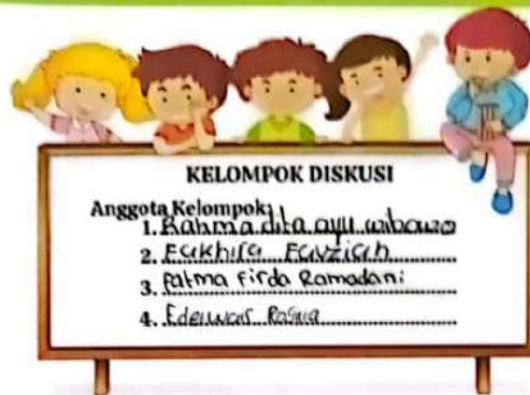 KELOMPOK DISKUSI
Anggota Kelompok:
1. Rahma dita ayu wibowo
2. Fakhira Fauziah
3. Fatma Firda Ramadani
4. Edelwais